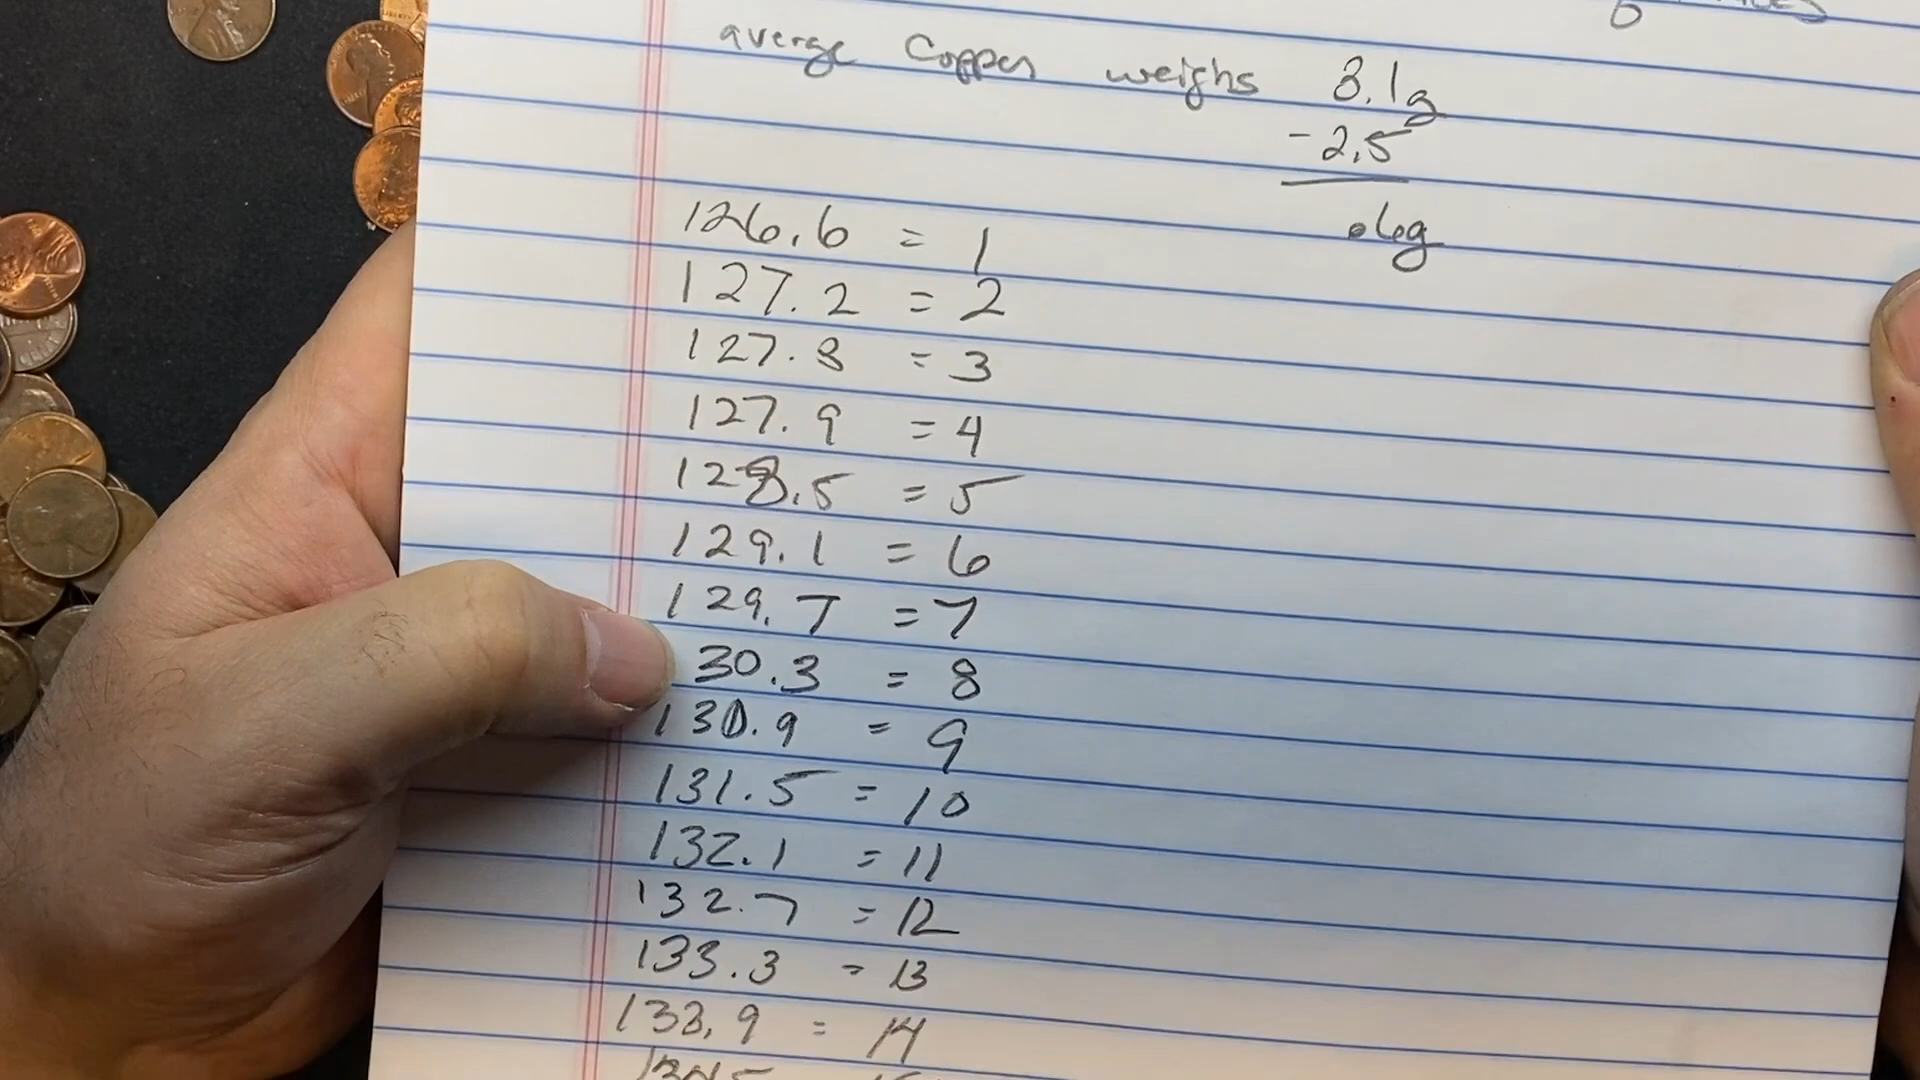 averge Copper weighs 3.1g
-2.5
.6g
126.6 = 1
127.2 = 2
127.8 = 3
127.9 = 4
128.5 = 5
129.1 = 6
129.7 = 7
30.3 = 8
130.9 = 9
131.5 = 10
132.1 = 11
132.7 = 12
133.3 = 13
133.9 = 14